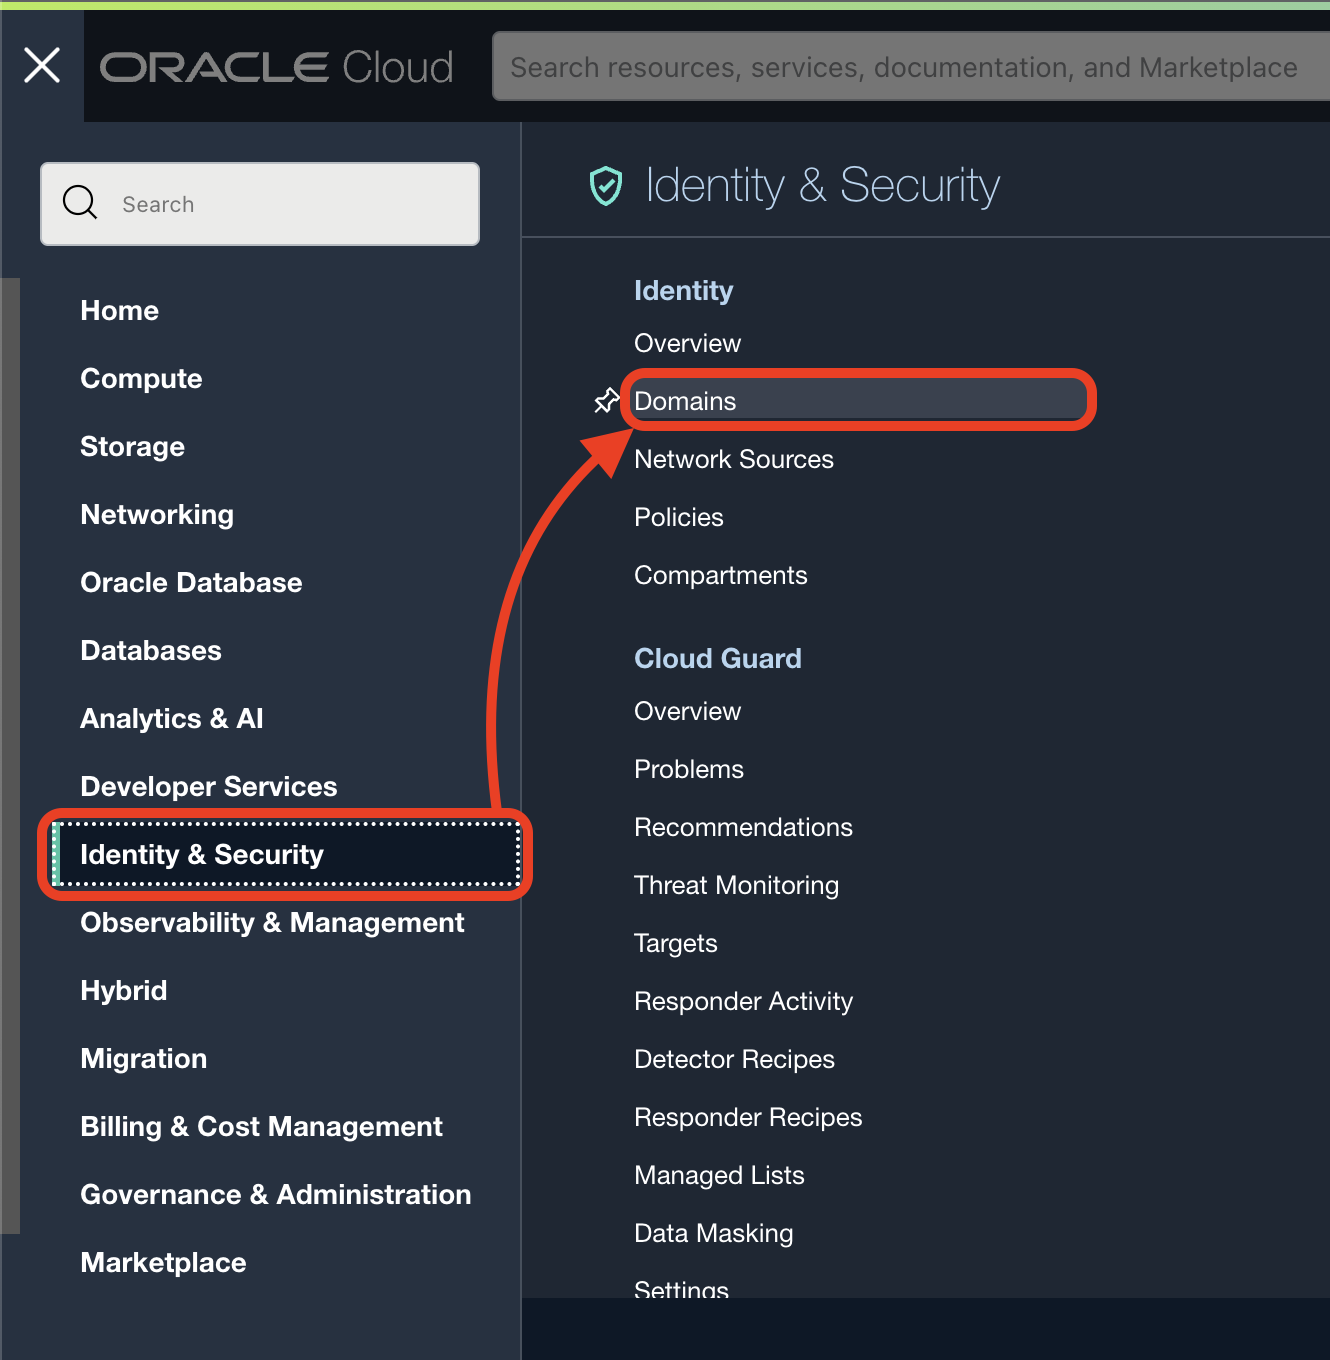 ORACLE Cloud
Search resources, services, documentation, and Marketplace
Search
Home
Compute
Storage
Networking
Oracle Database
Databases
Analytics & AI
Developer Services
Identity & Security
Observability & Management
Hybrid
Migration
Billing & Cost Management
Governance & Administration
Marketplace
Identity & Security
Identity
Overview
Domains
Network Sources
Policies
Compartments
Cloud Guard
Overview
Problems
Recommendations
Threat Monitoring
Targets
Responder Activity
Detector Recipes
Responder Recipes
Managed Lists
Data Masking
Settings